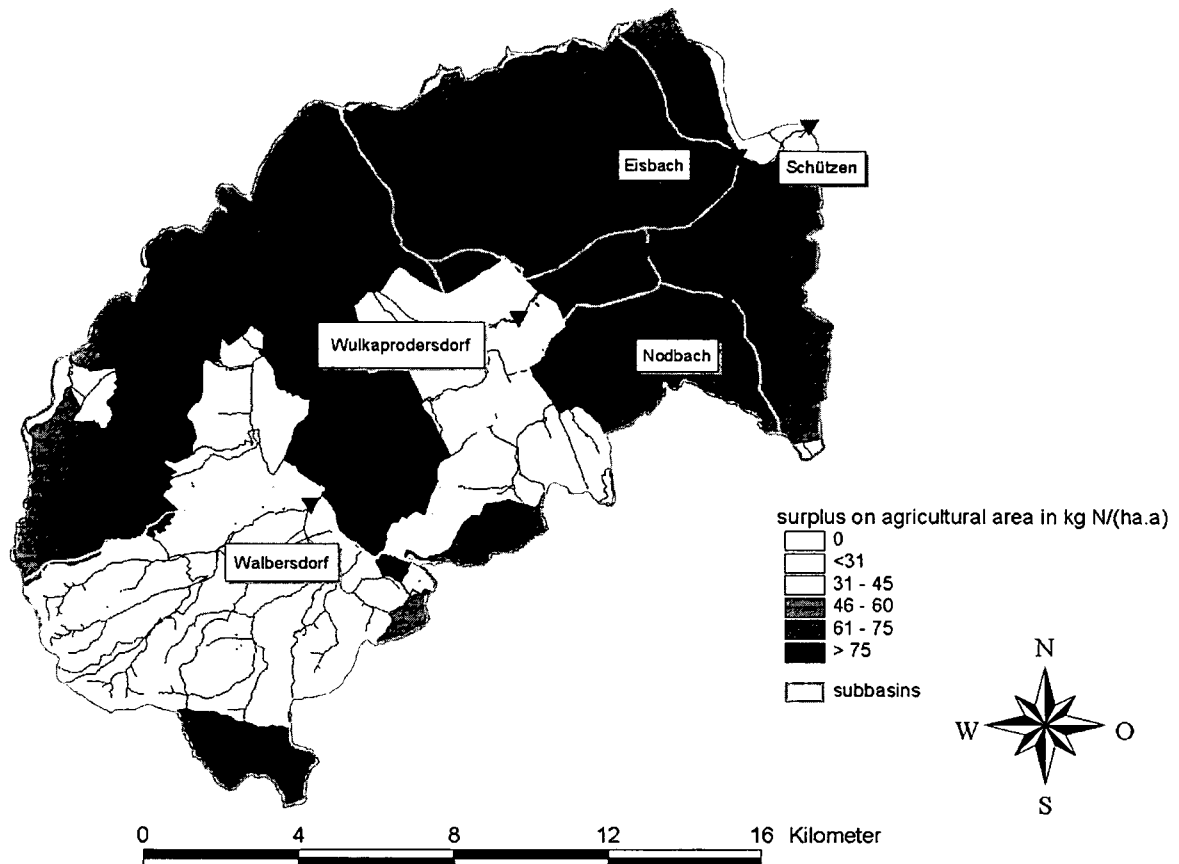 Eisbach
Schützen
Wulkaprodersdorf
Nodbach
Walbersdorf
surplus on agricultural area in kg N/(ha.a)
0
<31
31 - 45
46 - 60
61 - 75
> 75
subbasins
N
W O
S
0 4 8 12 16 Kilometer